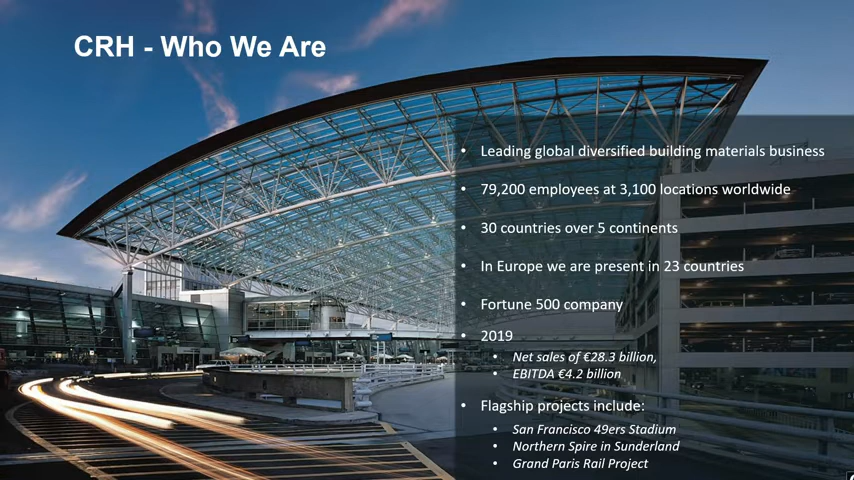 CRH - Who We Are
• Leading global diversified building materials business
• 79,200 employees at 3,100 locations worldwide
• 30 countries over 5 continents
• In Europe we are present in 23 countries
• Fortune 500 company
• 2019
• Net sales of €28.3 billion,
• EBITDA €4.2 billion
• Flagship projects include:
• San Francisco 49ers Stadium
• Northern Spire in Sunderland
• Grand Paris Rail Project